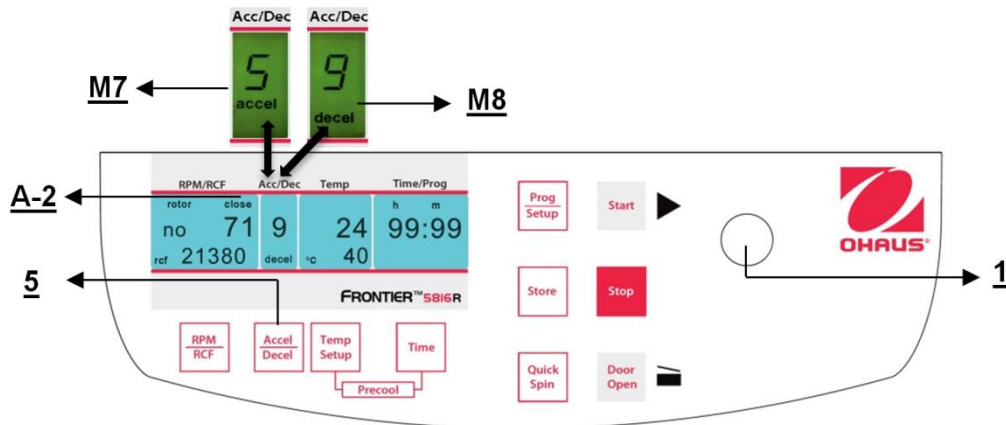 Acc/Dec
Acc/Dec
5
9
M7
M8
accel
decel
RPM/RCF Acc/Dec Temp Time/Prog
A-2
rotor close h m
no 71 9 24 99:99
rcf 21380 decel °C 40
5
FRONTIER™ 5816R
RPM
RCF
Accel
Decel
Temp
Setup
Time
Precool
Prog
Setup
Start
Store
Stop
Quick
Spin
Door
Open
OHAUS®
1